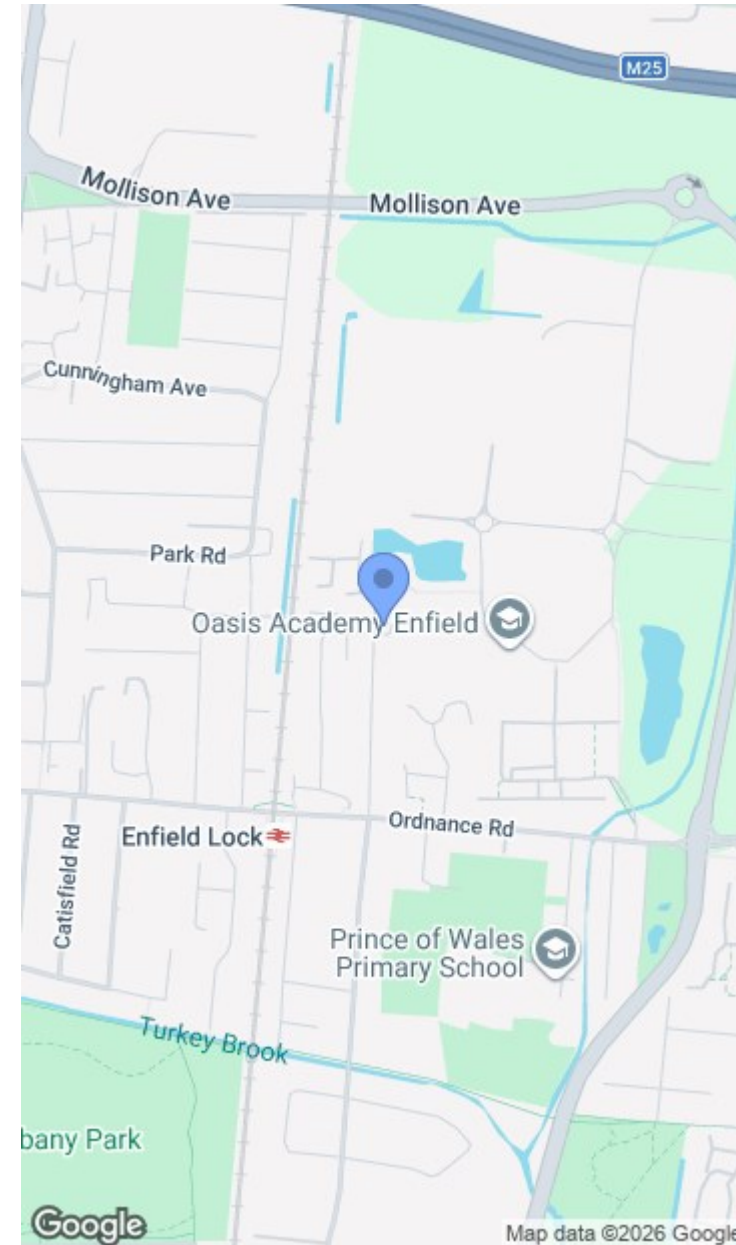 M25
Mollison Ave
Mollison Ave
Cunningham Ave
Park Rd
Oasis Academy Enfield
Ordnance Rd
Enfield Lock
Catisfield Rd
Prince of Wales
Primary School
Turkey Brook
bany Park
Google
Map data ©2026 Google